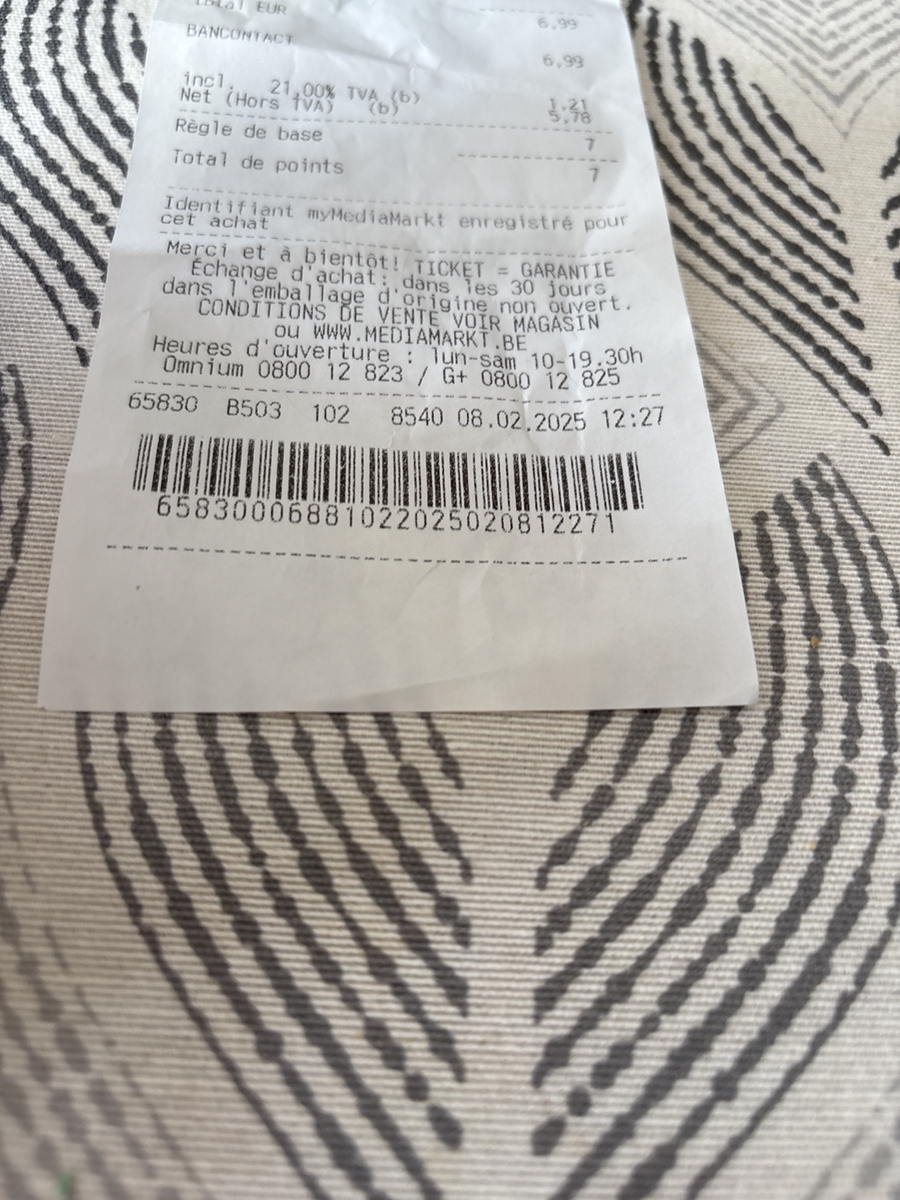 Total EUR 6,99
BANCONTACT 6,99
incl. 21,00% TVA (b) 1,21
Net (Hors TVA) (b) 5,78
Règle de base 7
Total de points 7
Identifiant myMediaMarkt enregistré pour
cet achat
Merci et à bientôt! TICKET = GARANTIE
Échange d'achat: dans les 30 jours
dans l'emballage d'origine non ouvert.
CONDITIONS DE VENTE VOIR MAGASIN
ou WWW.MEDIAMARKT.BE
Heures d'ouverture : lun-sam 10-19.30h
Omnium 0800 12 823 / G+ 0800 12 825
65830 B503 102 8540 08.02.2025 12:27
6583000688102202502081227​1